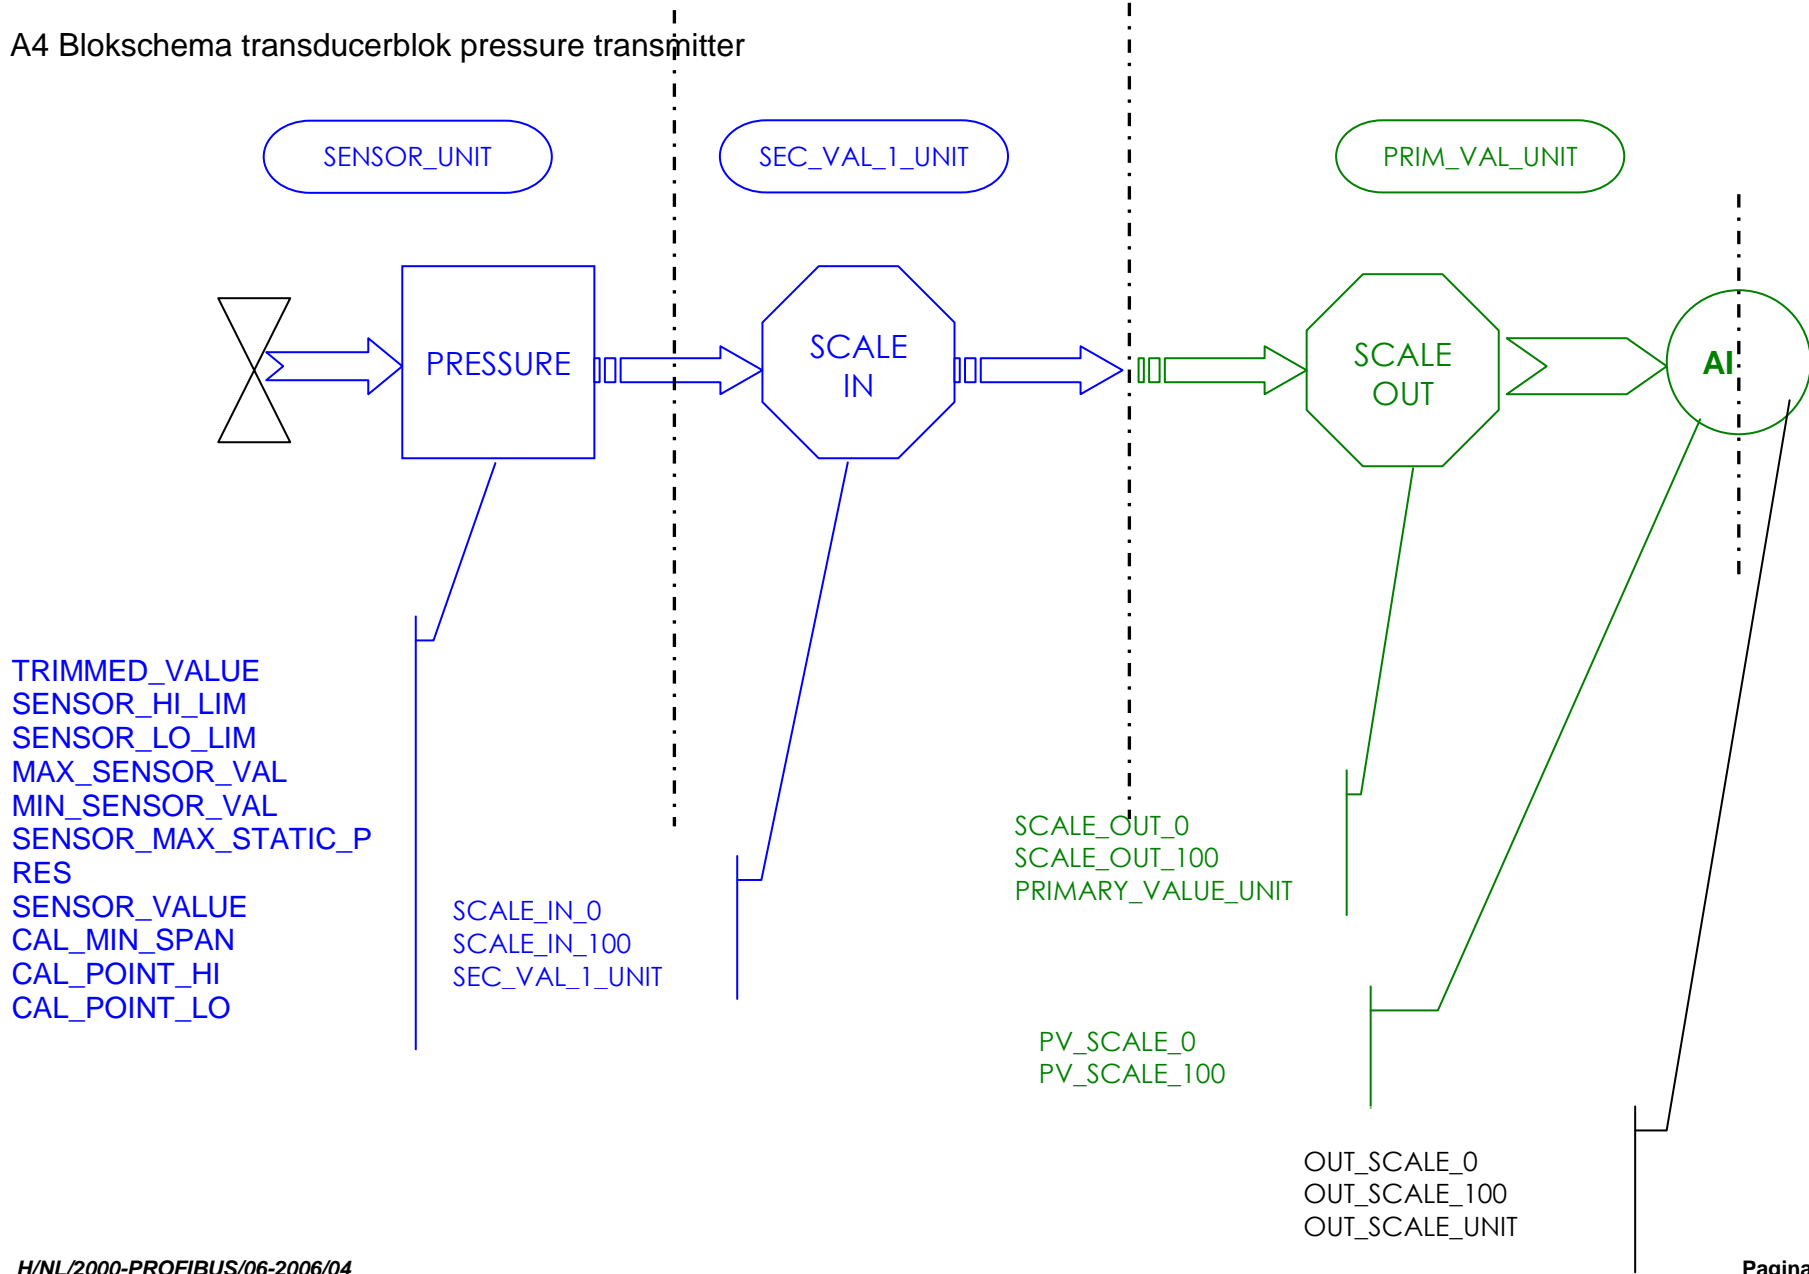 A4 Blokschema transducerblok pressure transmitter
SENSOR_UNIT
SEC_VAL_1_UNIT
PRIM_VAL_UNIT
PRESSURE
SCALE
IN
SCALE
OUT
AI
TRIMMED_VALUE
SENSOR_HI_LIM
SENSOR_LO_LIM
MAX_SENSOR_VAL
MIN_SENSOR_VAL
SENSOR_MAX_STATIC_P
RES
SENSOR_VALUE
CAL_MIN_SPAN
CAL_POINT_HI
CAL_POINT_LO
SCALE_IN_0
SCALE_IN_100
SEC_VAL_1_UNIT
SCALE_OUT_0
SCALE_OUT_100
PRIMARY_VALUE_UNIT
PV_SCALE_0
PV_SCALE_100
OUT_SCALE_0
OUT_SCALE_100
OUT_SCALE_UNIT
H/NL/2000-PROFIBUS/06-2006/04
Pagina